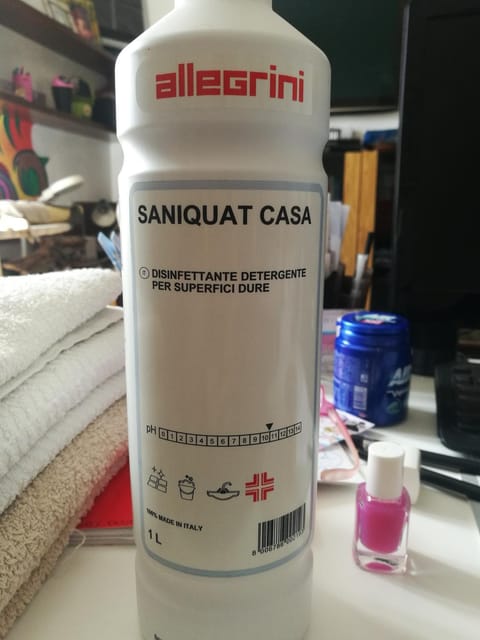 allegrini
SANIQUAT CASA
IT DISINFETTANTE DETERGENTE
PER SUPERFICI DURE
pH 0 1 2 3 4 5 6 7 8 9 10 11 12 13 14
100% MADE IN ITALY
1 L